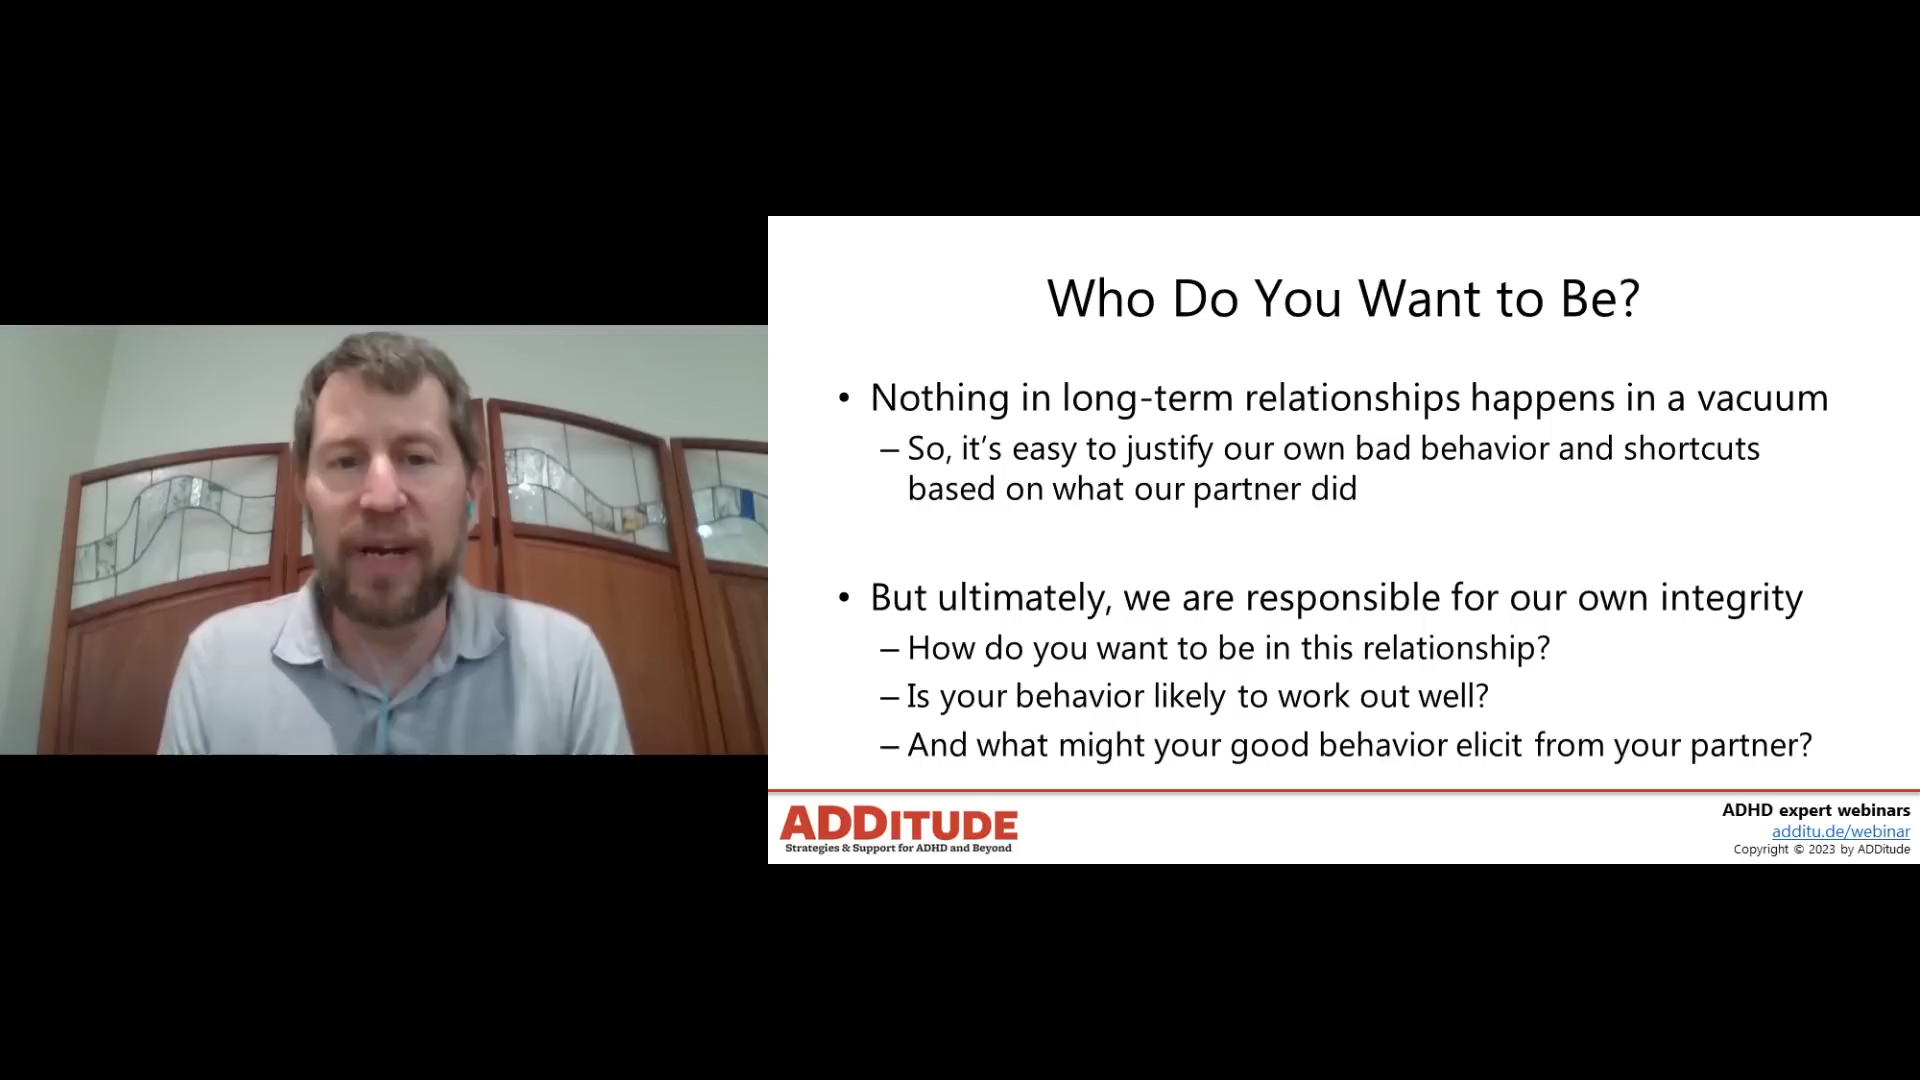 Who Do You Want to Be?
• Nothing in long-term relationships happens in a vacuum
– So, it's easy to justify our own bad behavior and shortcuts
based on what our partner did
• But ultimately, we are responsible for our own integrity
– How do you want to be in this relationship?
– Is your behavior likely to work out well?
– And what might your good behavior elicit from your partner?
ADDITUDE
Strategies & Support for ADHD and Beyond
ADHD expert webinars
additu.de/webinar
Copyright © 2023 by ADDitude